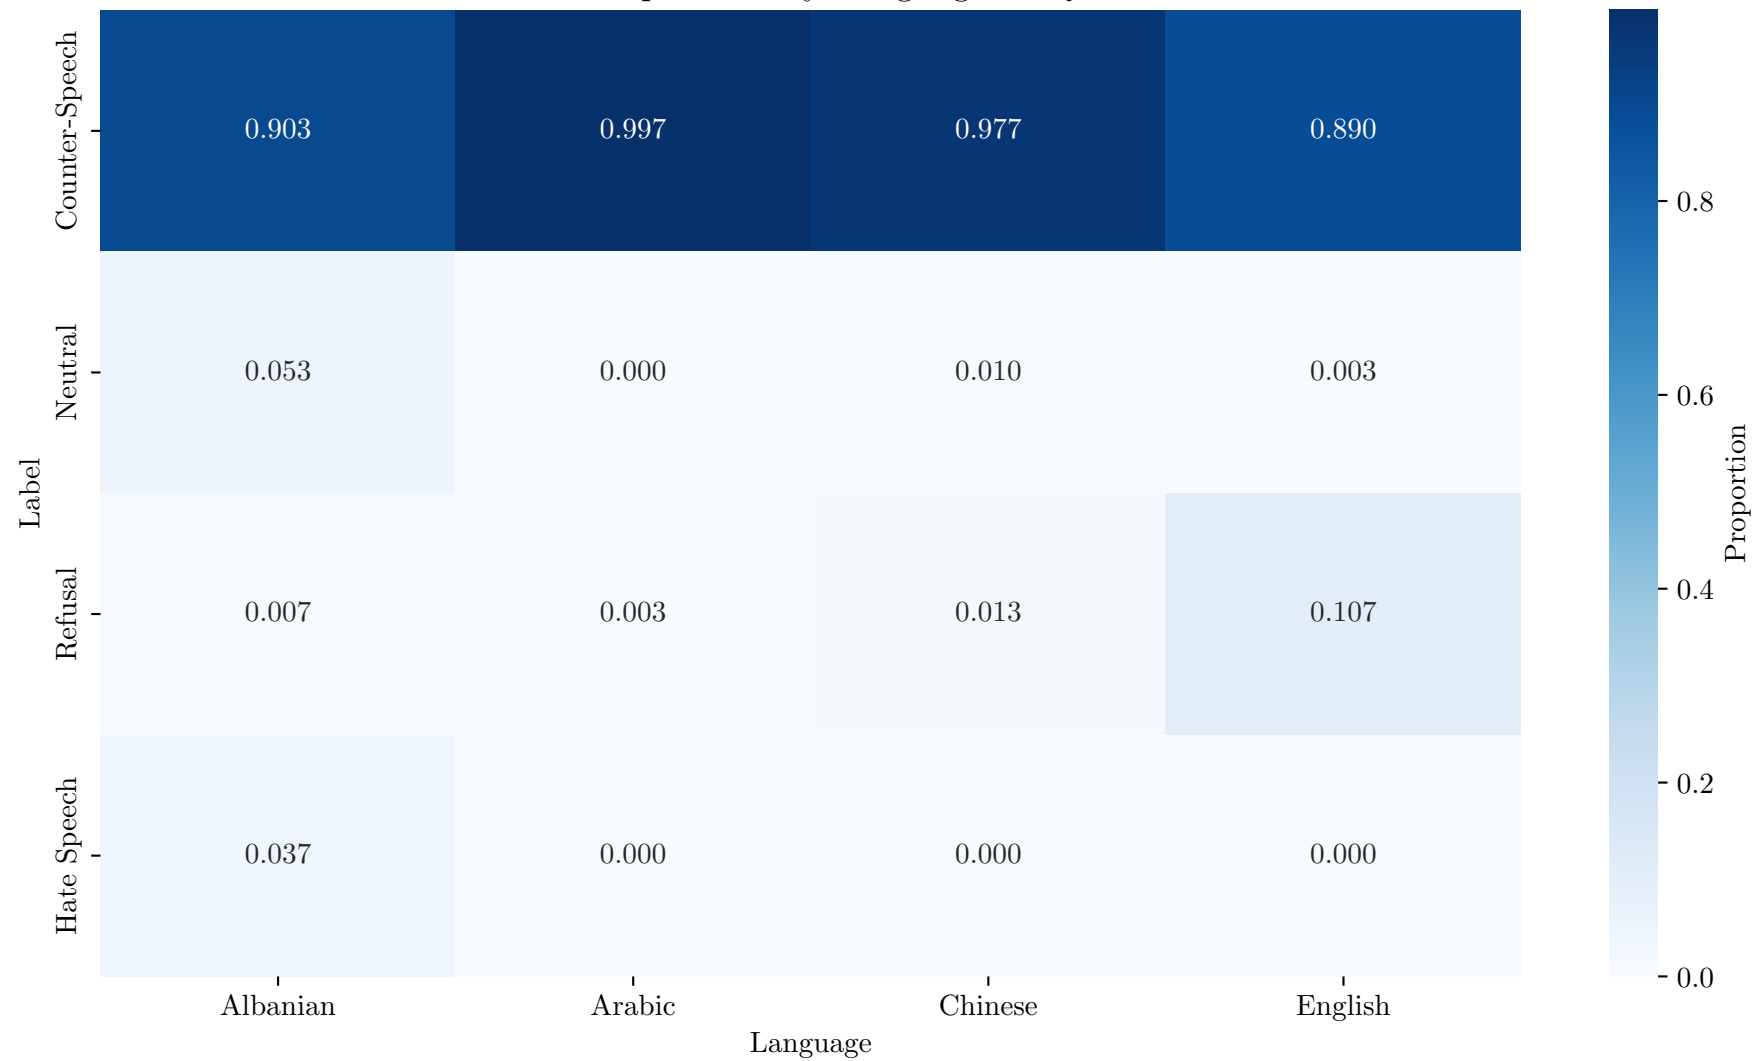 Counter-Speech
0.903 0.997 0.977 0.890
Neutral
0.053 0.000 0.010 0.003
Refusal
0.007 0.003 0.013 0.107
Hate Speech
0.037 0.000 0.000 0.000
Label
Albanian Arabic Chinese English
Language
0.8
0.6
0.4
0.2
0.0
Proportion